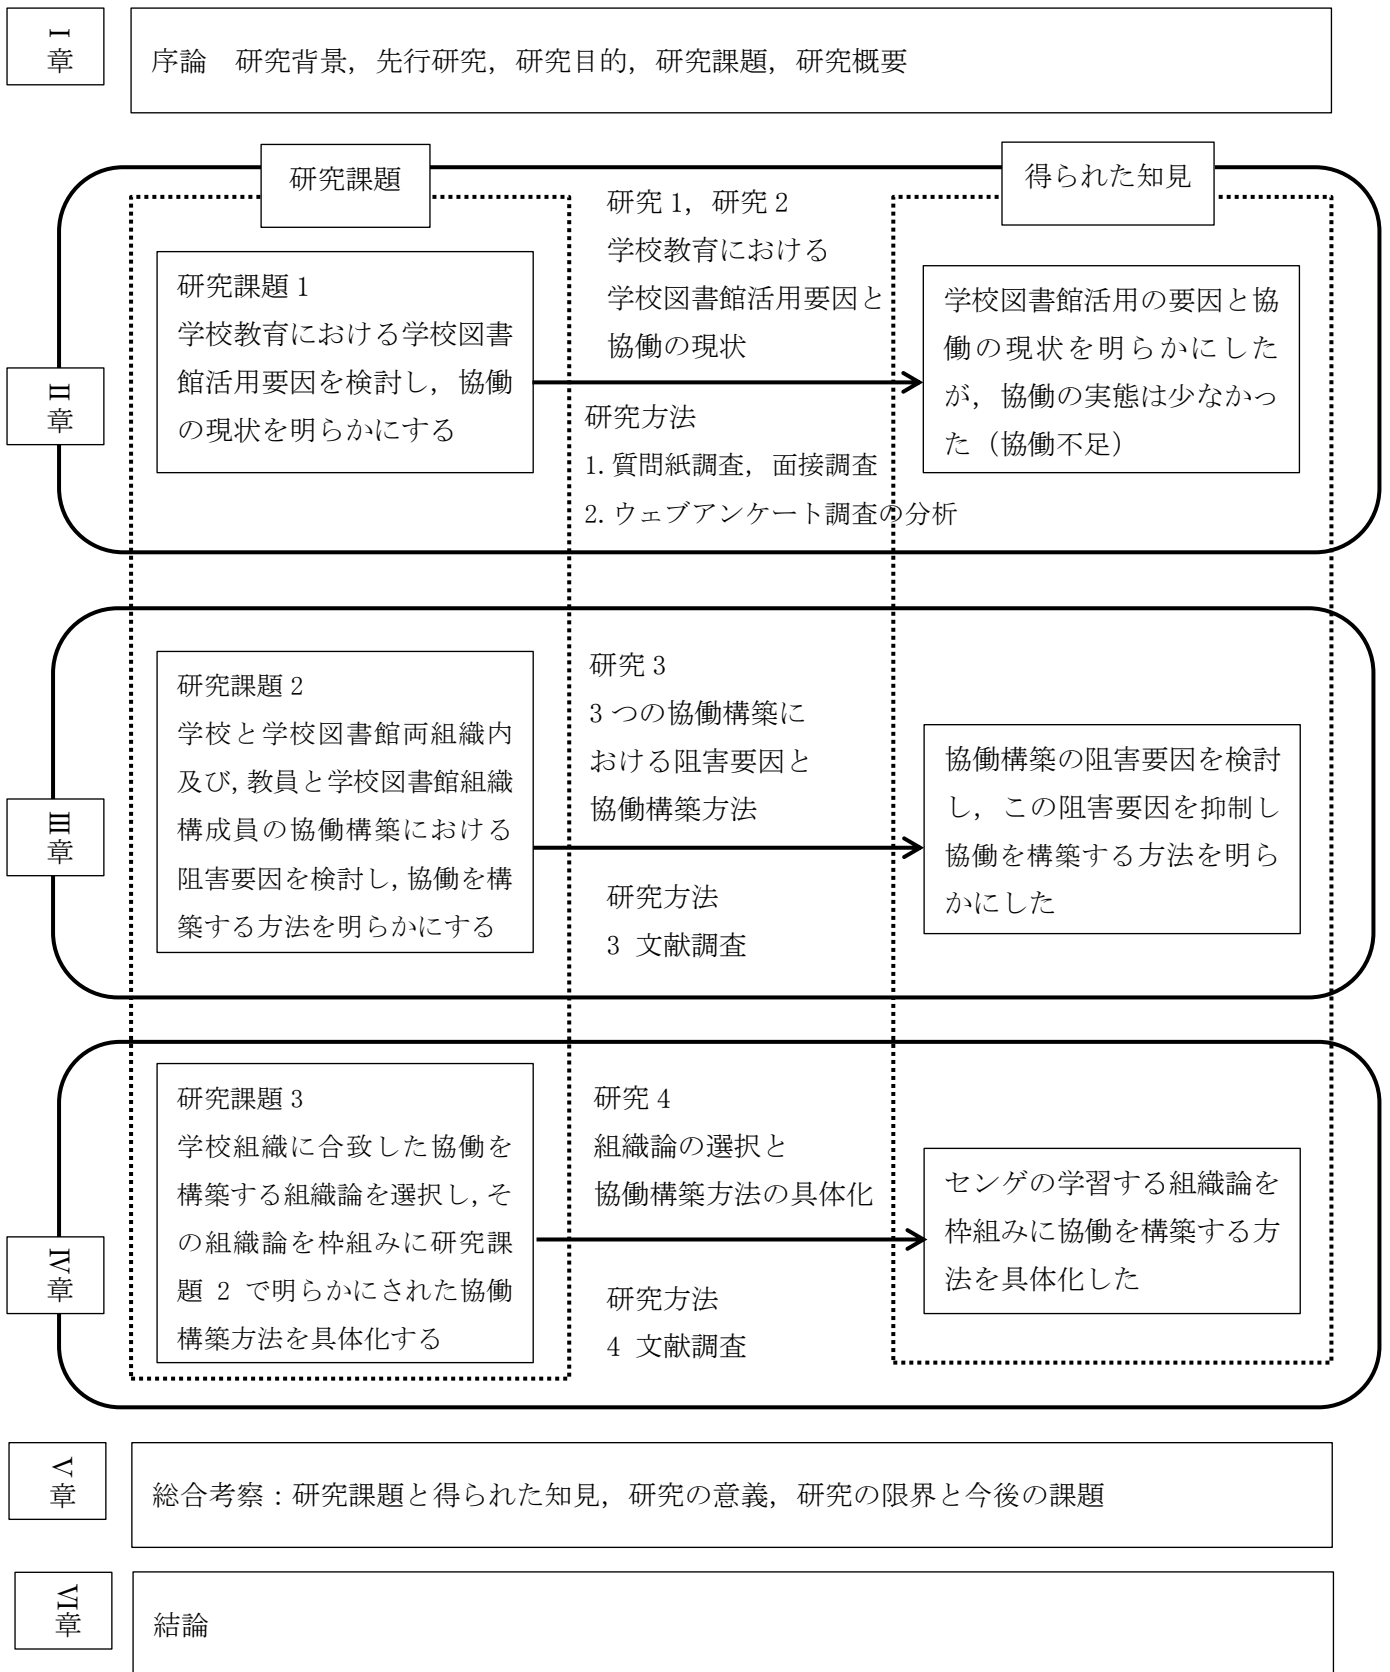 Ⅰ章
序論　研究背景，先行研究，研究目的，研究課題，研究概要
研究課題
得られた知見
Ⅱ章
研究課題 1
学校教育における学校図書
館活用要因を検討し，協働
の現状を明らかにする
研究 1，研究 2
学校教育における
学校図書館活用要因と
協働の現状
研究方法
1.質問紙調査，面接調査
2.ウェブアンケート調査の分析
学校図書館活用の要因と協
働の現状を明らかにした
が，協働の実態は少なかっ
た（協働不足）
Ⅲ章
研究課題 2
学校と学校図書館両組織内
及び,教員と学校図書館組織
構成員の協働構築における
阻害要因を検討し,協働を構
築する方法を明らかにする
研究 3
3 つの協働構築に
おける阻害要因と
協働構築方法
研究方法
3 文献調査
協働構築の阻害要因を検討
し，この阻害要因を抑制し
協働を構築する方法を明ら
かにした
Ⅳ章
研究課題 3
学校組織に合致した協働を
構築する組織論を選択し,そ
の組織論を枠組みに研究課
題 2 で明らかにされた協働
構築方法を具体化する
研究 4
組織論の選択と
協働構築方法の具体化
研究方法
4 文献調査
センゲの学習する組織論を
枠組みに協働を構築する方
法を具体化した
Ⅴ章
総合考察：研究課題と得られた知見，研究の意義，研究の限界と今後の課題
Ⅵ章
結論